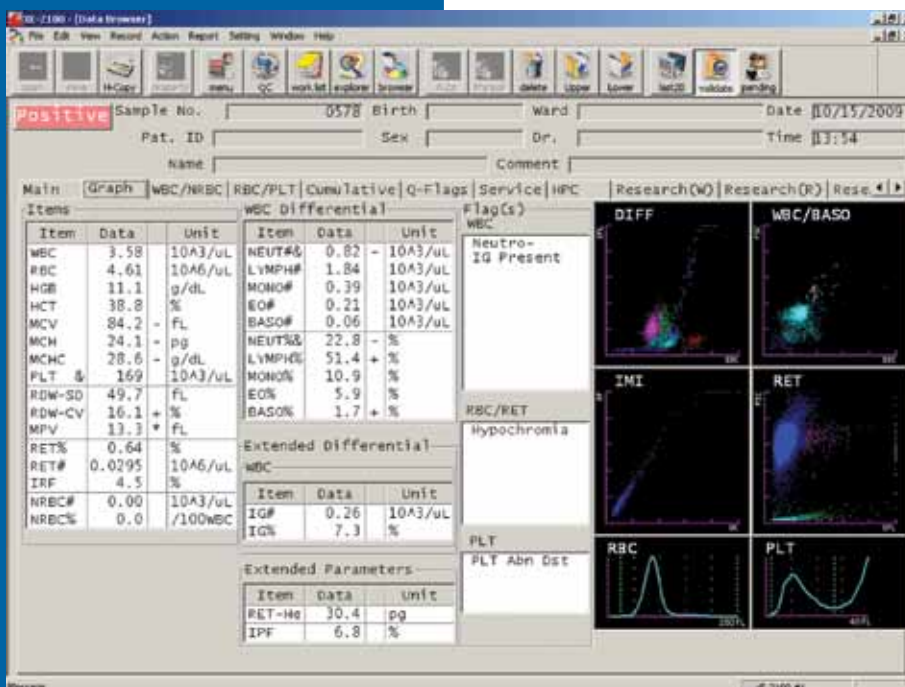 XE-2100 - [Data Browser]
File Edit View Record Action Report Setting Window Help
H-Copy menu QC work list explorer browser delete Upper Lower last20 validate pending
Positive Sample No. 0578 Birth Ward Date 10/15/2009
Pat. ID Sex Dr. Time 13:54
Name Comment
Main Graph WBC/NRBC RBC/PLT Cumulative Q-Flags Service HPC Research(W) Research(R) Rese
Items
Item Data Unit
WBC 3.58 10^3/uL
RBC 4.61 10^6/uL
HGB 11.1 g/dL
HCT 38.8 %
MCV 84.2 - fL
MCH 24.1 - pg
MCHC 28.6 - g/dL
PLT & 169 10^3/uL
RDW-SD 49.7 fL
RDW-CV 16.1 + %
MPV 13.3 * fL
RET% 0.64 %
RET# 0.0295 10^6/uL
IRF 4.5 %
NRBC# 0.00 10^3/uL
NRBC% 0.0 /100WBC
WBC Differential
Item Data Unit
NEUT#& 0.82 - 10^3/uL
LYMPH# 1.84 10^3/uL
MONO# 0.39 10^3/uL
EO# 0.21 10^3/uL
BASO# 0.06 10^3/uL
NEUT%& 22.8 - %
LYMPH% 51.4 + %
MONO% 10.9 %
EO% 5.9 %
BASO% 1.7 + %
Extended Differential
WBC
Item Data Unit
IG# 0.26 10^3/uL
IG% 7.3 %
Extended Parameters
Item Data Unit
RET-He 30.4 pg
IPF 6.8 %
Flag(s)
WBC
Neutro-
IG Present
RBC/RET
Hypochromia
PLT
PLT Abn Dst
DIFF WBC/BASO
IMI RET
RBC PLT
250fL 40fL